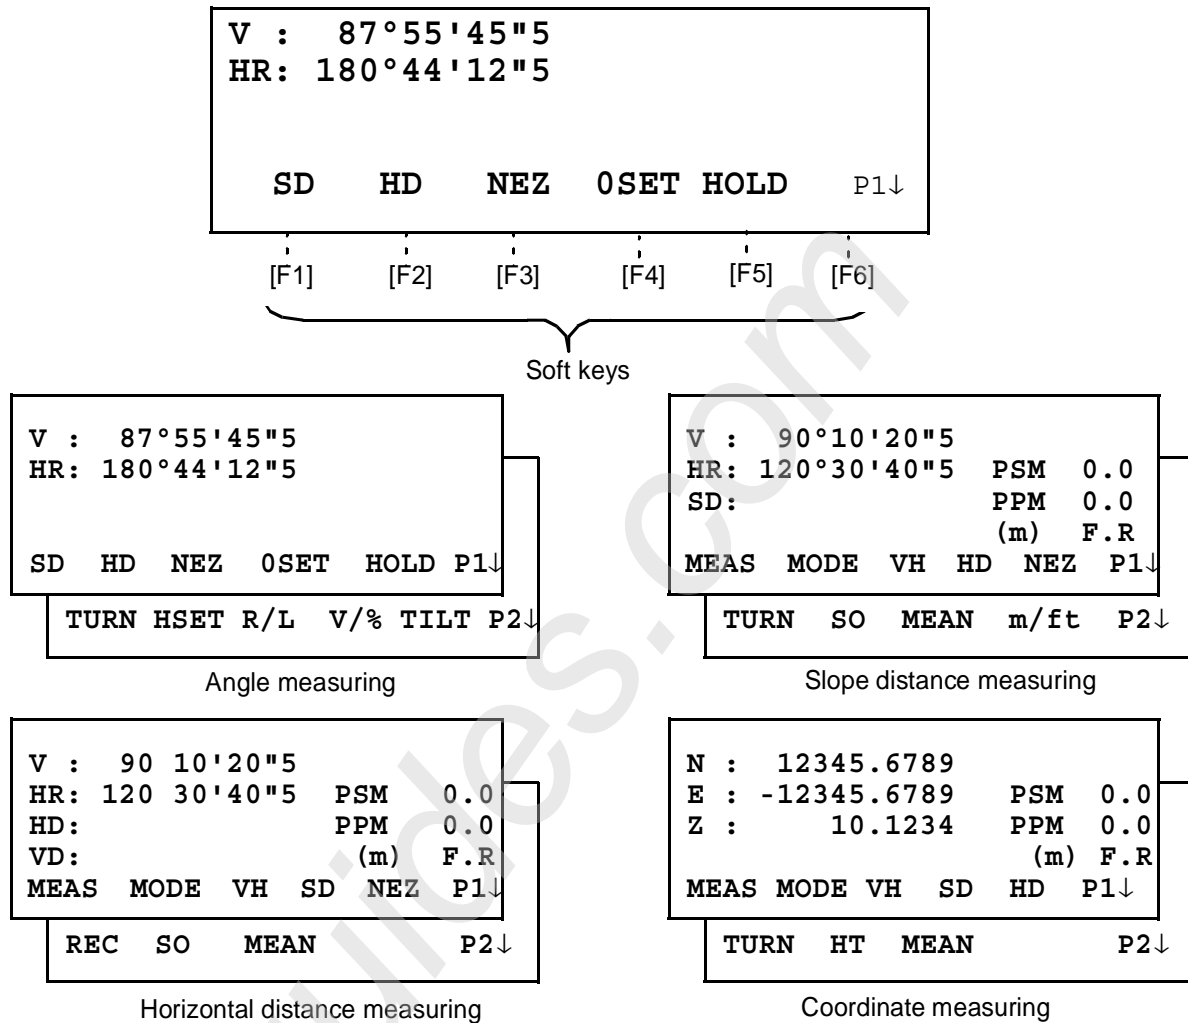 V :  87°55'45"5
HR: 180°44'12"5
SD HD NEZ 0SET HOLD P1↓
[F1] [F2] [F3] [F4] [F5] [F6]
Soft keys
V :  87°55'45"5
HR: 180°44'12"5
SD HD NEZ 0SET HOLD P1↓
TURN HSET R/L V/% TILT P2↓
Angle measuring
V :  90°10'20"5
HR: 120°30'40"5 PSM 0.0
SD: PPM 0.0
(m) F.R
MEAS MODE VH HD NEZ P1↓
TURN SO MEAN m/ft P2↓
Slope distance measuring
V :  90 10'20"5
HR: 120 30'40"5 PSM 0.0
HD: PPM 0.0
VD: (m) F.R
MEAS MODE VH SD NEZ P1↓
REC SO MEAN P2↓
Horizontal distance measuring
N : 12345.6789
E : -12345.6789 PSM 0.0
Z : 10.1234 PPM 0.0
(m) F.R
MEAS MODE VH SD HD P1↓
TURN HT MEAN P2↓
Coordinate measuring
uides.com